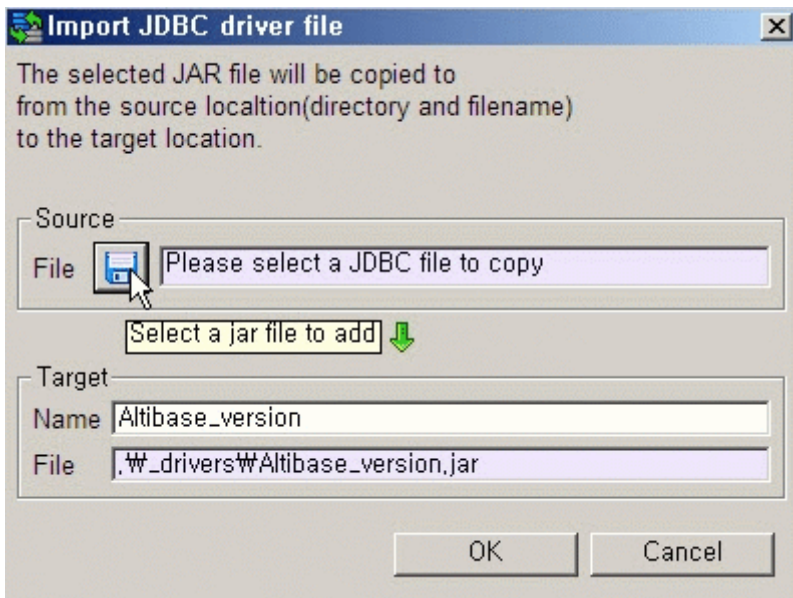 Import JDBC driver file
The selected JAR file will be copied to
from the source localtion(directory and filename)
to the target location.
Source
File Please select a JDBC file to copy
Select a jar file to add
Target
Name Altibase_version
File .₩_drivers₩Altibase_version.jar
OK Cancel